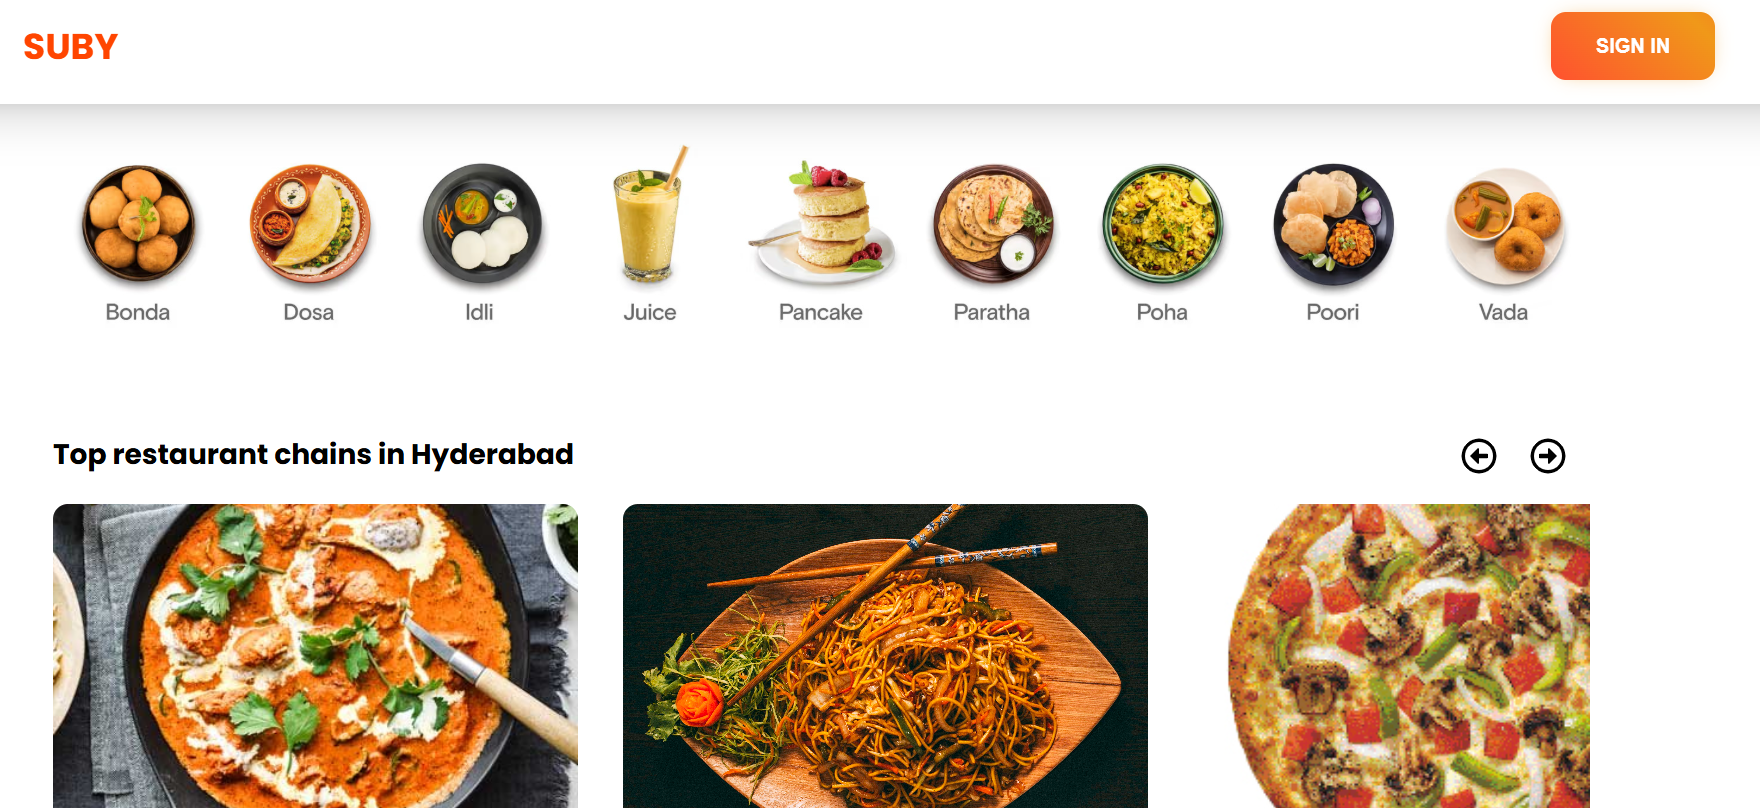 SUBY
SIGN IN
Bonda
Dosa
Idli
Juice
Pancake
Paratha
Poha
Poori
Vada
Top restaurant chains in Hyderabad